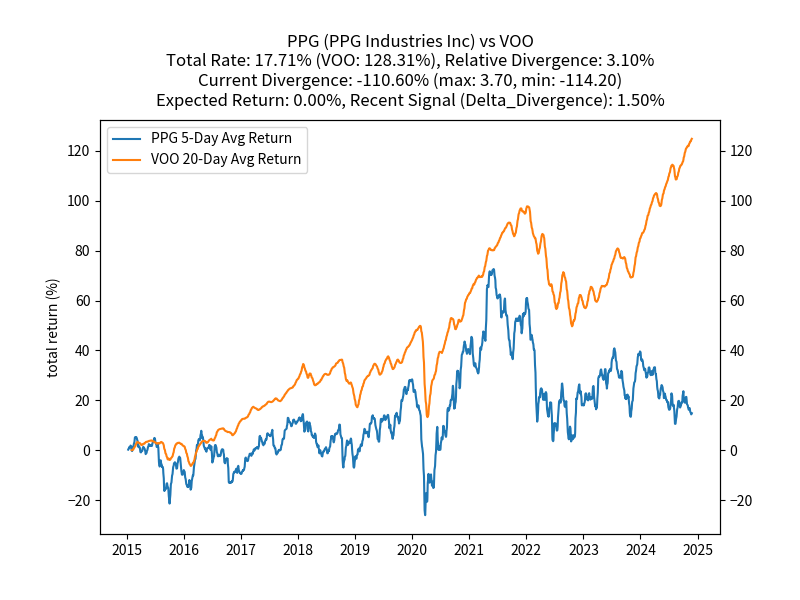 PPG (PPG Industries Inc) vs VOO
Total Rate: 17.71% (VOO: 128.31%), Relative Divergence: 3.10%
Current Divergence: -110.60% (max: 3.70, min: -114.20)
Expected Return: 0.00%, Recent Signal (Delta_Divergence): 1.50%
PPG 5-Day Avg Return
VOO 20-Day Avg Return
total return (%)
120 120
100 100
80 80
60 60
40 40
20 20
0 0
−20 −20
2015 2016 2017 2018 2019 2020 2021 2022 2023 2024 2025